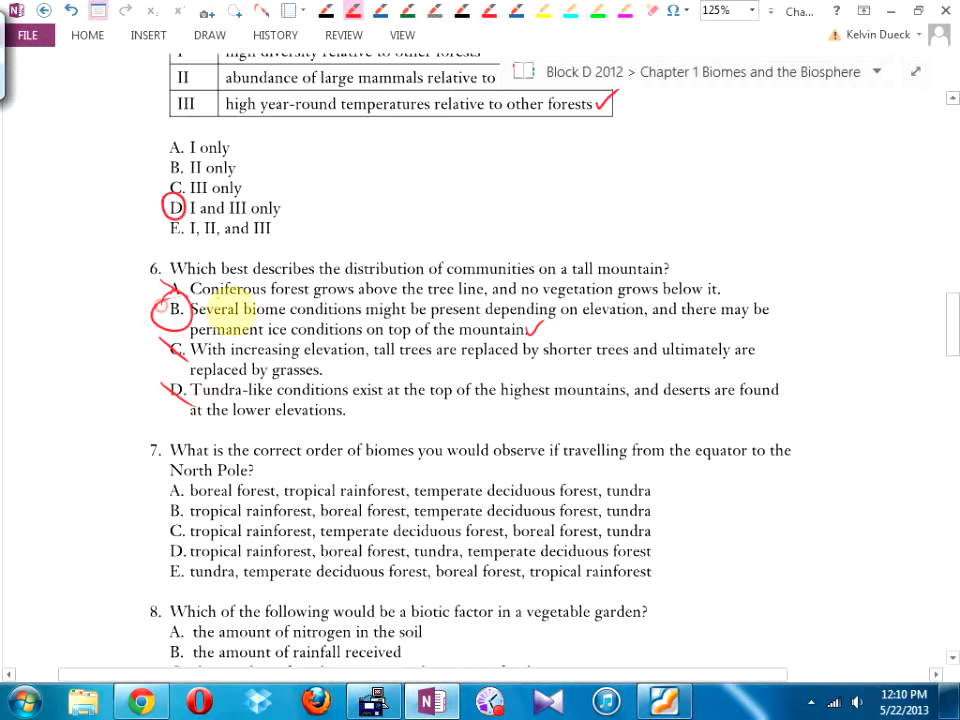 125%
Cha...
?
FILE
HOME
INSERT
DRAW
HISTORY
REVIEW
VIEW
Kelvin Dueck
I high diversity relative to other forests
Block D 2012 > Chapter 1 Biomes and the Biosphere
II abundance of large mammals relative to
III high year-round temperatures relative to other forests
A. I only
B. II only
C. III only
D. I and III only
E. I, II, and III
6. Which best describes the distribution of communities on a tall mountain?
A. Coniferous forest grows above the tree line, and no vegetation grows below it.
B. Several biome conditions might be present depending on elevation, and there may be
permanent ice conditions on top of the mountain.
C. With increasing elevation, tall trees are replaced by shorter trees and ultimately are
replaced by grasses.
D. Tundra-like conditions exist at the top of the highest mountains, and deserts are found
at the lower elevations.
7. What is the correct order of biomes you would observe if travelling from the equator to the
North Pole?
A. boreal forest, tropical rainforest, temperate deciduous forest, tundra
B. tropical rainforest, boreal forest, temperate deciduous forest, tundra
C. tropical rainforest, temperate deciduous forest, boreal forest, tundra
D. tropical rainforest, boreal forest, tundra, temperate deciduous forest
E. tundra, temperate deciduous forest, boreal forest, tropical rainforest
8. Which of the following would be a biotic factor in a vegetable garden?
A. the amount of nitrogen in the soil
B. the amount of rainfall received
12:10 PM
5/22/2013